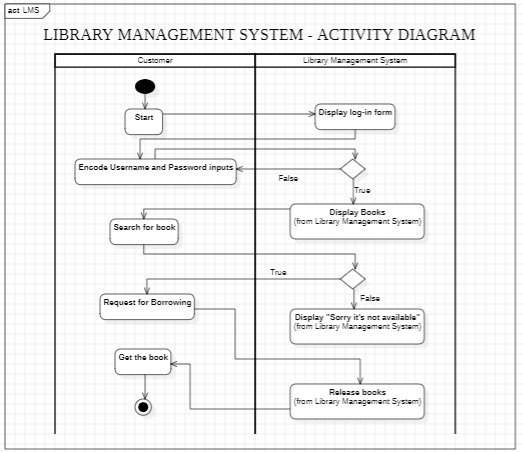 act LMS
LIBRARY MANAGEMENT SYSTEM - ACTIVITY DIAGRAM
Customer
Library Management System
Start
Display log-in form
Encode Username and Password inputs
False
True
Display Books
(from Library Management System)
Search for book
True
False
Request for Borrowing
Display "Sorry it's not available"
(from Library Management System)
Get the book
Release books
(from Library Management System)